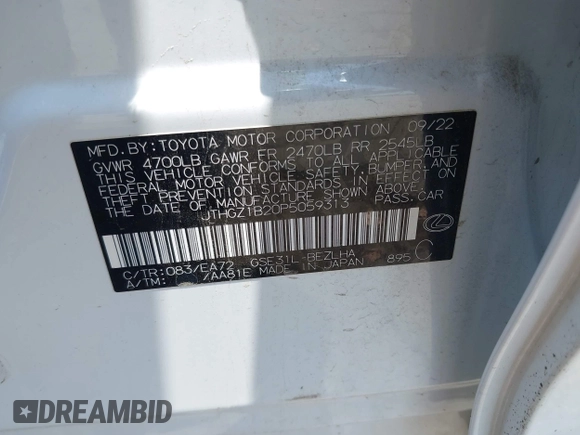 MFD.BY:TOYOTA MOTOR CORPORATION 09/22
GVWR 4700LB GAWR FR 2470LB RR 2545LB
THIS VEHICLE CONFORMS TO ALL APPLICABLE
FEDERAL MOTOR VEHICLE SAFETY, BUMPER, AND
THEFT PREVENTION STANDARDS IN EFFECT ON
THE DATE OF MANUFACTURE SHOWN ABOVE.
JTHGZ1B20P5059313 PASS.CAR
C/TR: 083/EA72 GSE31L-BEZLHA 895 C
A/TM: /AA81E MADE IN JAPAN
DREAMBID